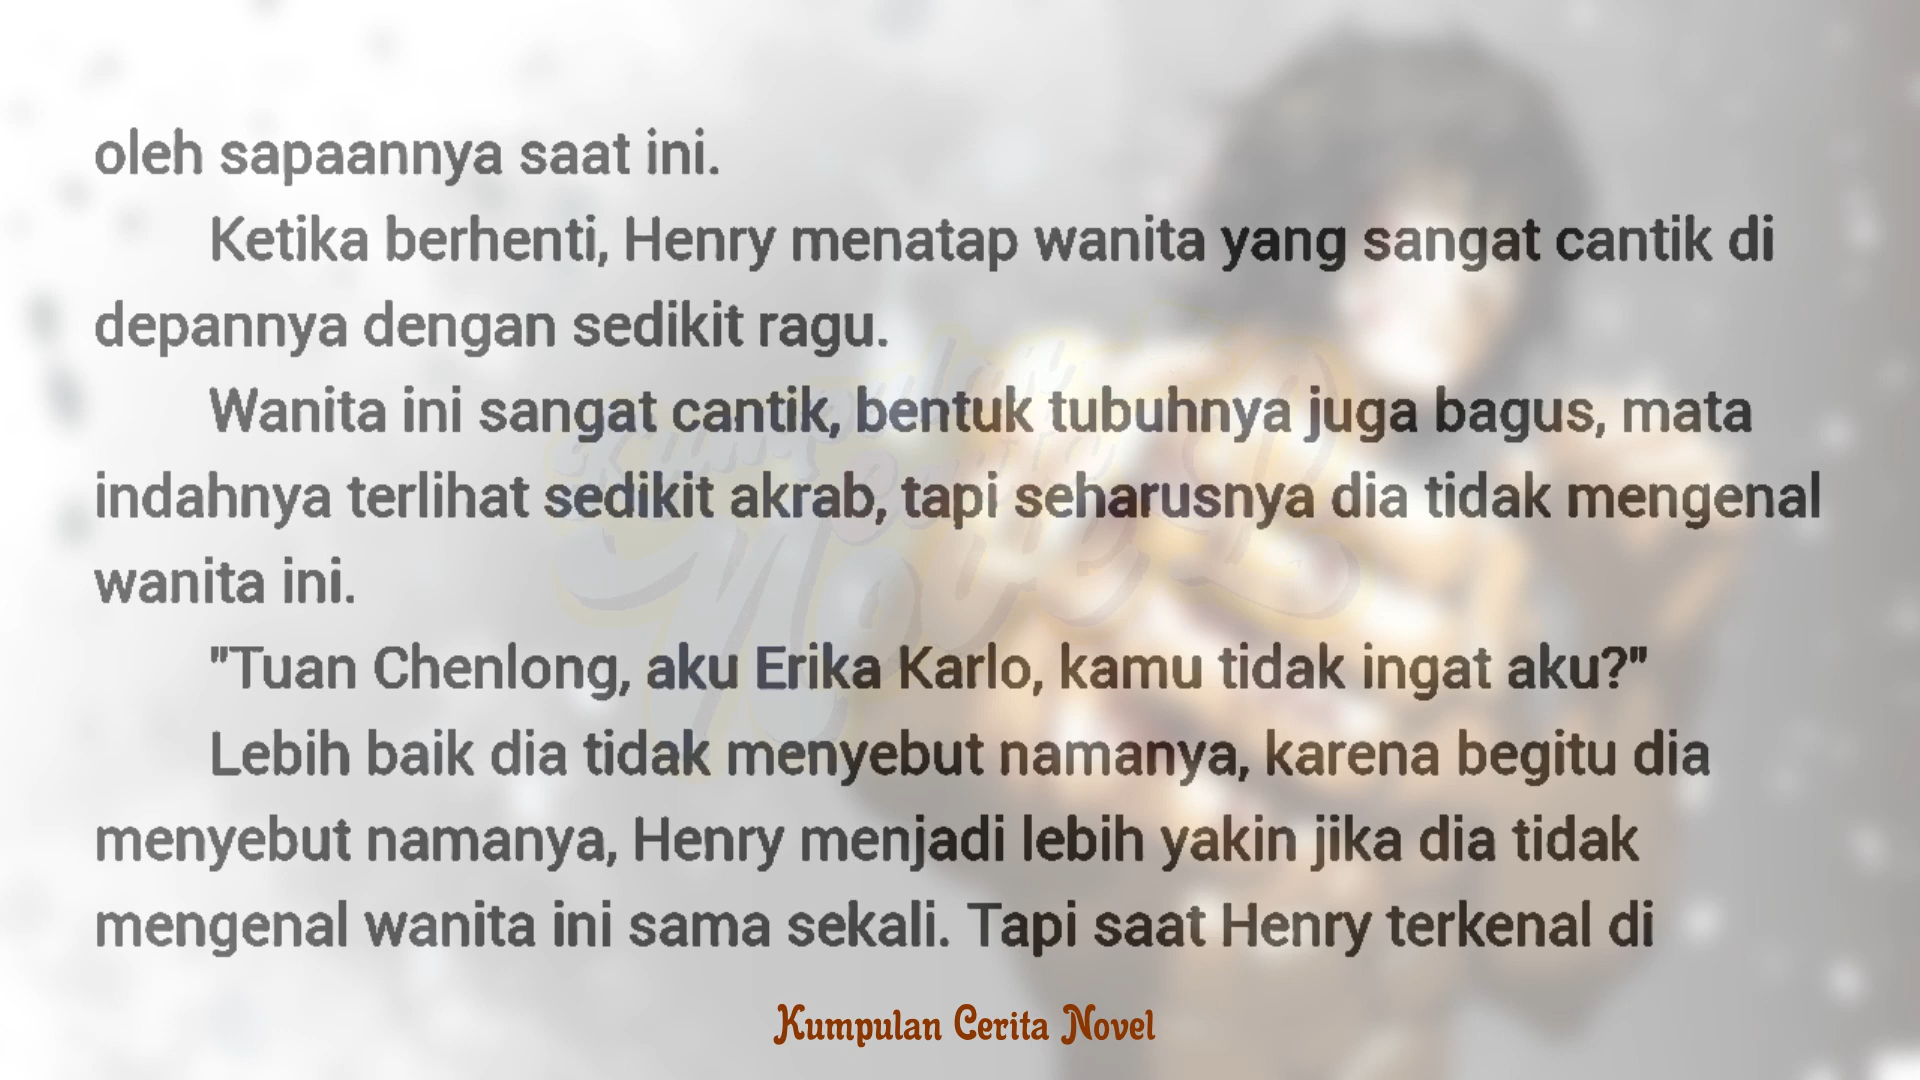 oleh sapaannya saat ini.
Ketika berhenti, Henry menatap wanita yang sangat cantik di
depannya dengan sedikit ragu.
Wanita ini sangat cantik, bentuk tubuhnya juga bagus, mata
indahnya terlihat sedikit akrab, tapi seharusnya dia tidak mengenal
wanita ini.
"Tuan Chenlong, aku Erika Karlo, kamu tidak ingat aku?"
Lebih baik dia tidak menyebut namanya, karena begitu dia
menyebut namanya, Henry menjadi lebih yakin jika dia tidak
mengenal wanita ini sama sekali. Tapi saat Henry terkenal di
Kumpulan Cerita Novel